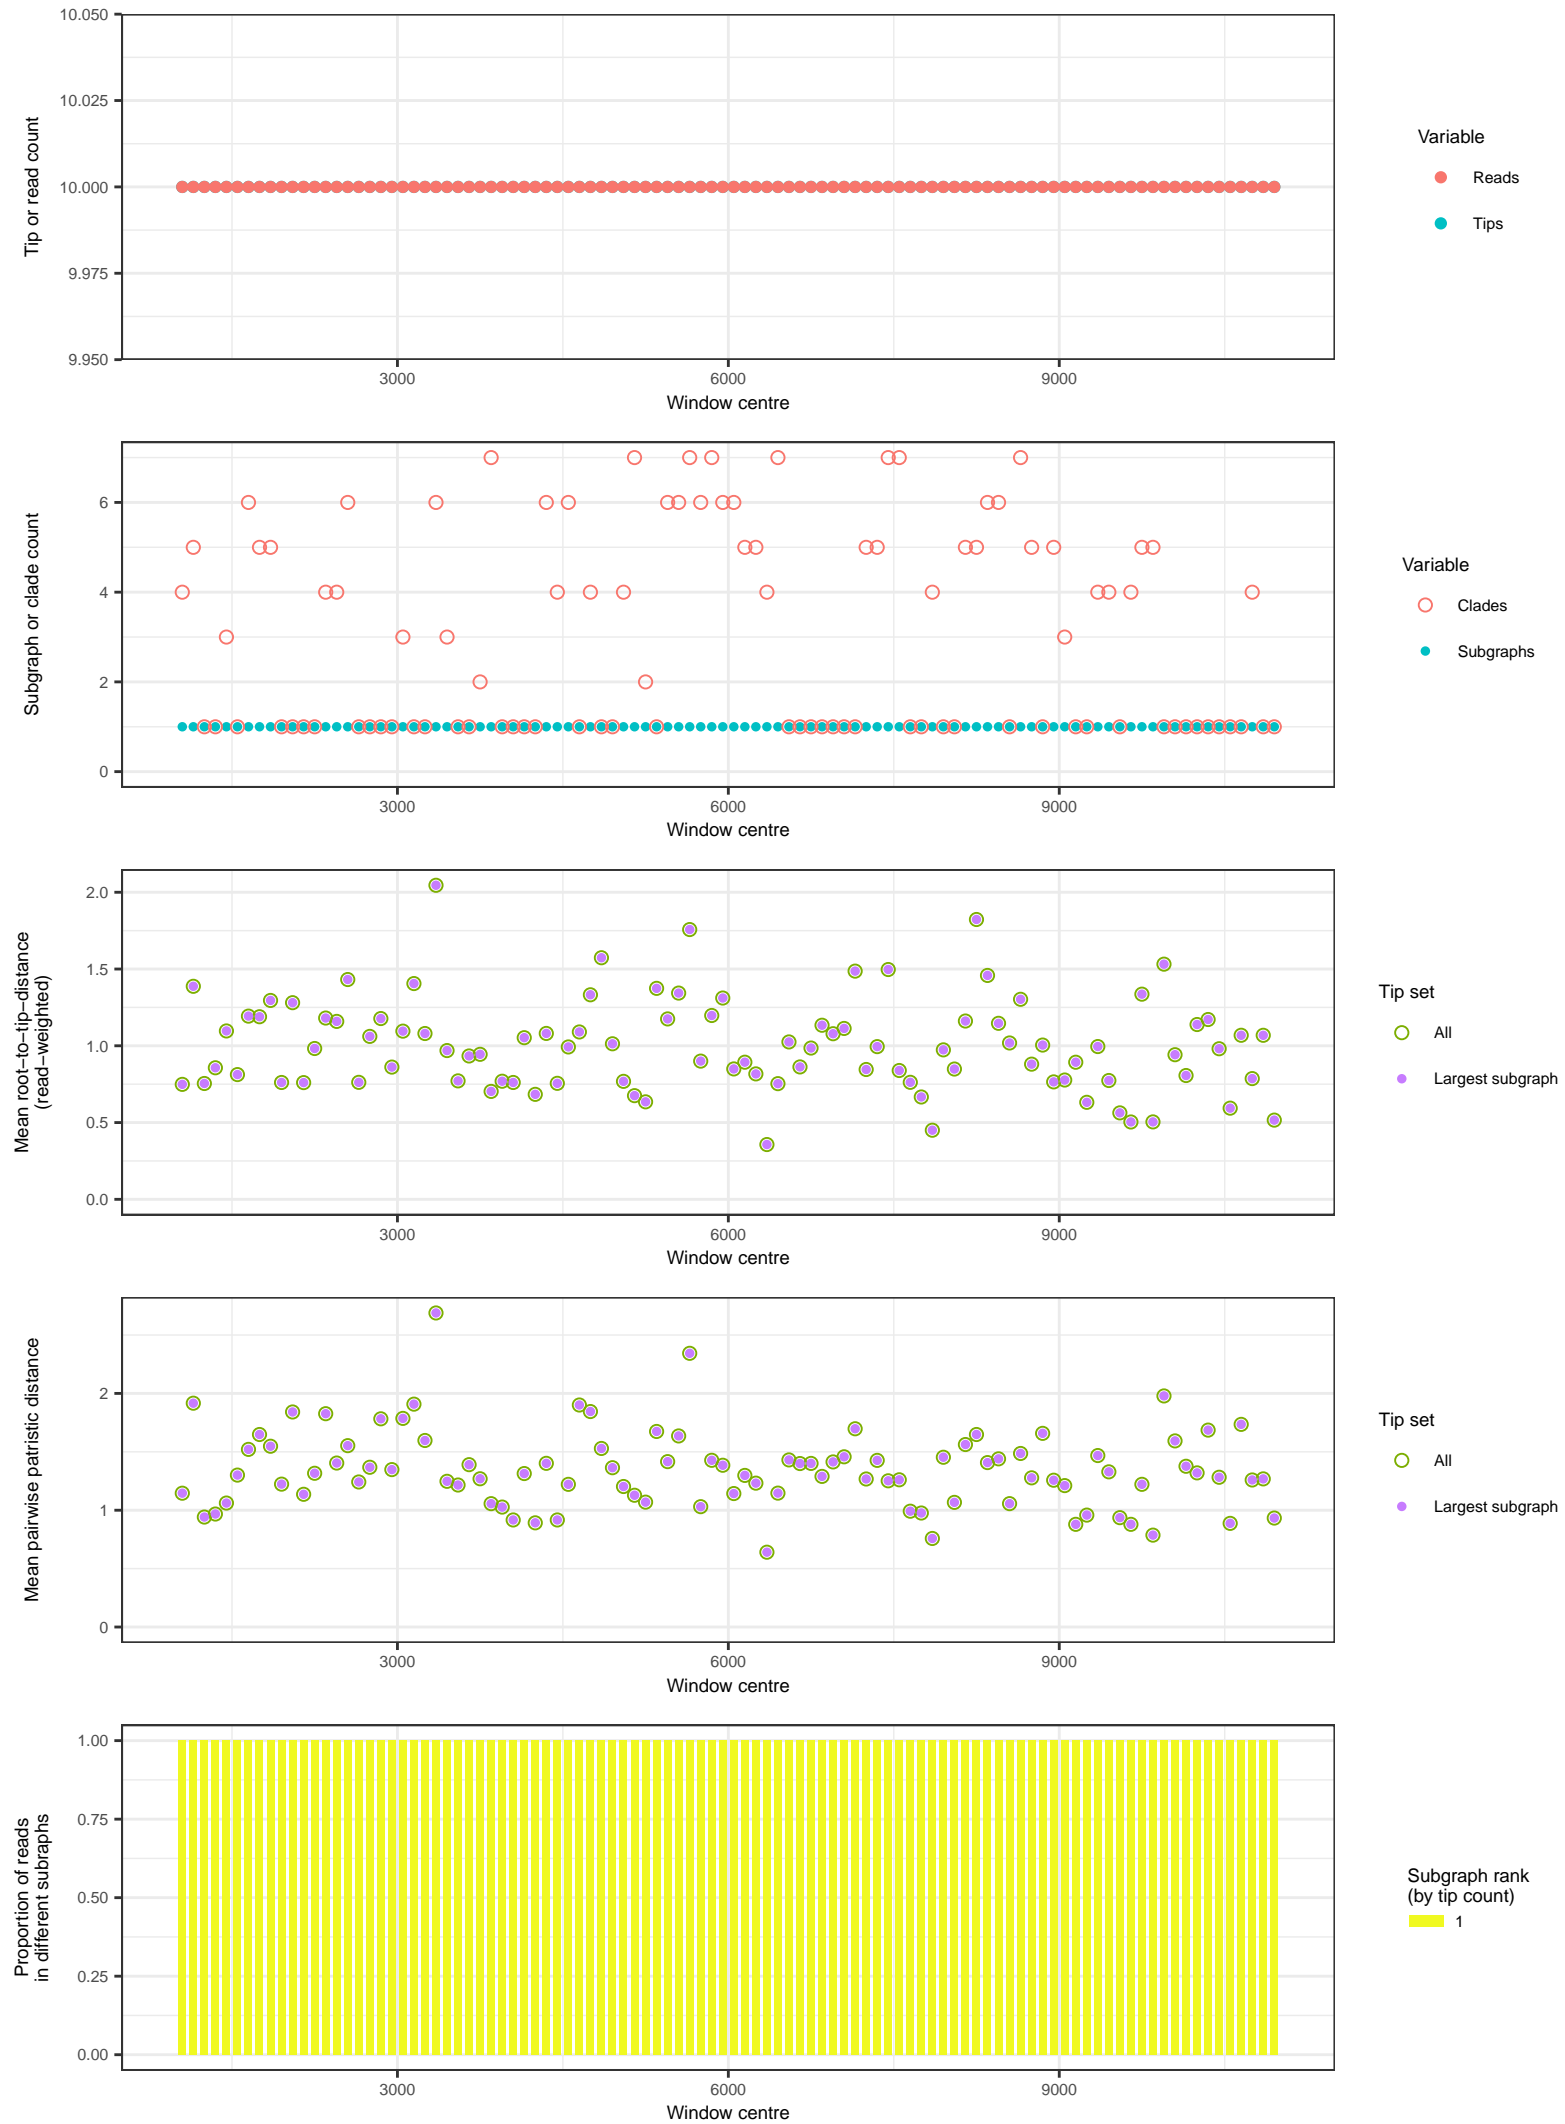 10.050
10.025
10.000
9.975
9.950
Tip or read count
3000
6000
9000
Window centre
Variable
Reads
Tips
6
4
2
0
Subgraph or clade count
3000
6000
9000
Window centre
Variable
Clades
Subgraphs
2.0
1.5
1.0
0.5
0.0
Mean root−to−tip−distance
(read−weighted)
3000
6000
9000
Window centre
Tip set
All
Largest subgraph
2
1
0
Mean pairwise patristic distance
3000
6000
9000
Window centre
Tip set
All
Largest subgraph
1.00
0.75
0.50
0.25
0.00
Proportion of reads
in different subraphs
3000
6000
9000
Window centre
Subgraph rank
(by tip count)
1